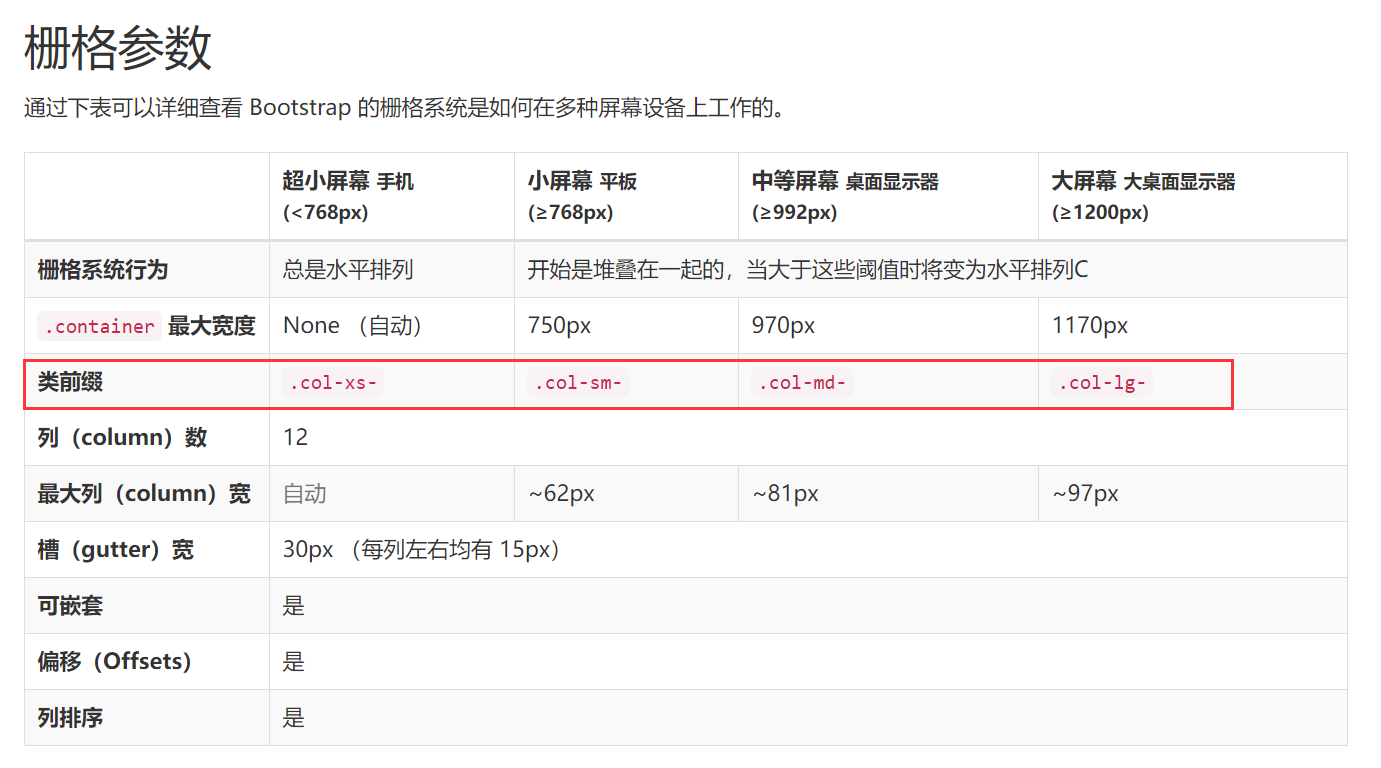 栅格参数
通过下表可以详细查看 Bootstrap 的栅格系统是如何在多种屏幕设备上工作的。
超小屏幕 手机 (<768px) 小屏幕 平板 (≥768px) 中等屏幕 桌面显示器 (≥992px) 大屏幕 大桌面显示器 (≥1200px)
栅格系统行为 总是水平排列 开始是堆叠在一起的，当大于这些阈值时将变为水平排列C
.container 最大宽度 None （自动） 750px 970px 1170px
类前缀 .col-xs- .col-sm- .col-md- .col-lg-
列（column）数 12
最大列（column）宽 自动 ~62px ~81px ~97px
槽（gutter）宽 30px （每列左右均有 15px）
可嵌套 是
偏移（Offsets） 是
列排序 是